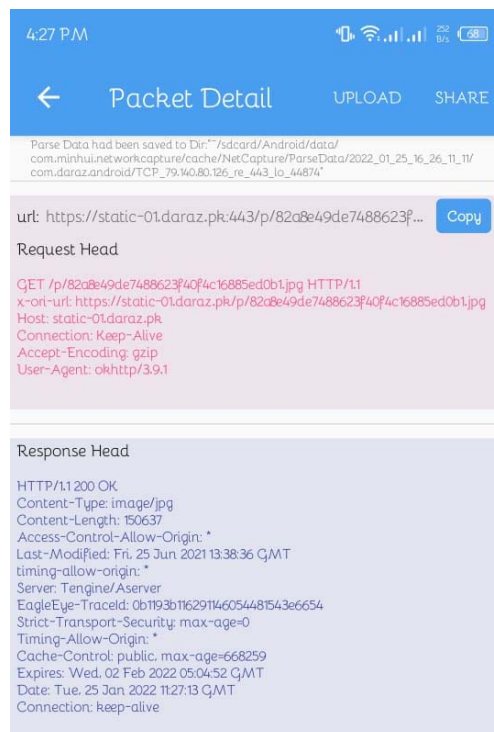 4:27 PM
252
B/s
68
Packet Detail
UPLOAD
SHARE
Parse Data had been saved to Dir:"~/sdcard/Android/data/
com.minhui.networkcapture/cache/NetCapture/ParseData/2022_01_25_16_26_11_11/
com.daraz.android/TCP_79.140.80.126_re_443_lo_44874"
url: https://static-01.daraz.pk:443/p/82a8e49de7488623f...
Copy
Request Head
GET /p/82a8e49de7488623f40f4c16885ed0b1.jpg HTTP/1.1
x-ori-url: https://static-01.daraz.pk/p/82a8e49de7488623f40f4c16885ed0b1.jpg
Host: static-01.daraz.pk
Connection: Keep-Alive
Accept-Encoding: gzip
User-Agent: okhttp/3.9.1
Response Head
HTTP/1.1 200 OK
Content-Type: image/jpg
Content-Length: 150637
Access-Control-Allow-Origin: *
Last-Modified: Fri, 25 Jun 2021 13:38:36 GMT
timing-allow-origin: *
Server: Tengine/Aserver
EagleEye-TraceId: 0b1193b116291146054481543e6654
Strict-Transport-Security: max-age=0
Timing-Allow-Origin: *
Cache-Control: public, max-age=668259
Expires: Wed, 02 Feb 2022 05:04:52 GMT
Date: Tue, 25 Jan 2022 11:27:13 GMT
Connection: keep-alive